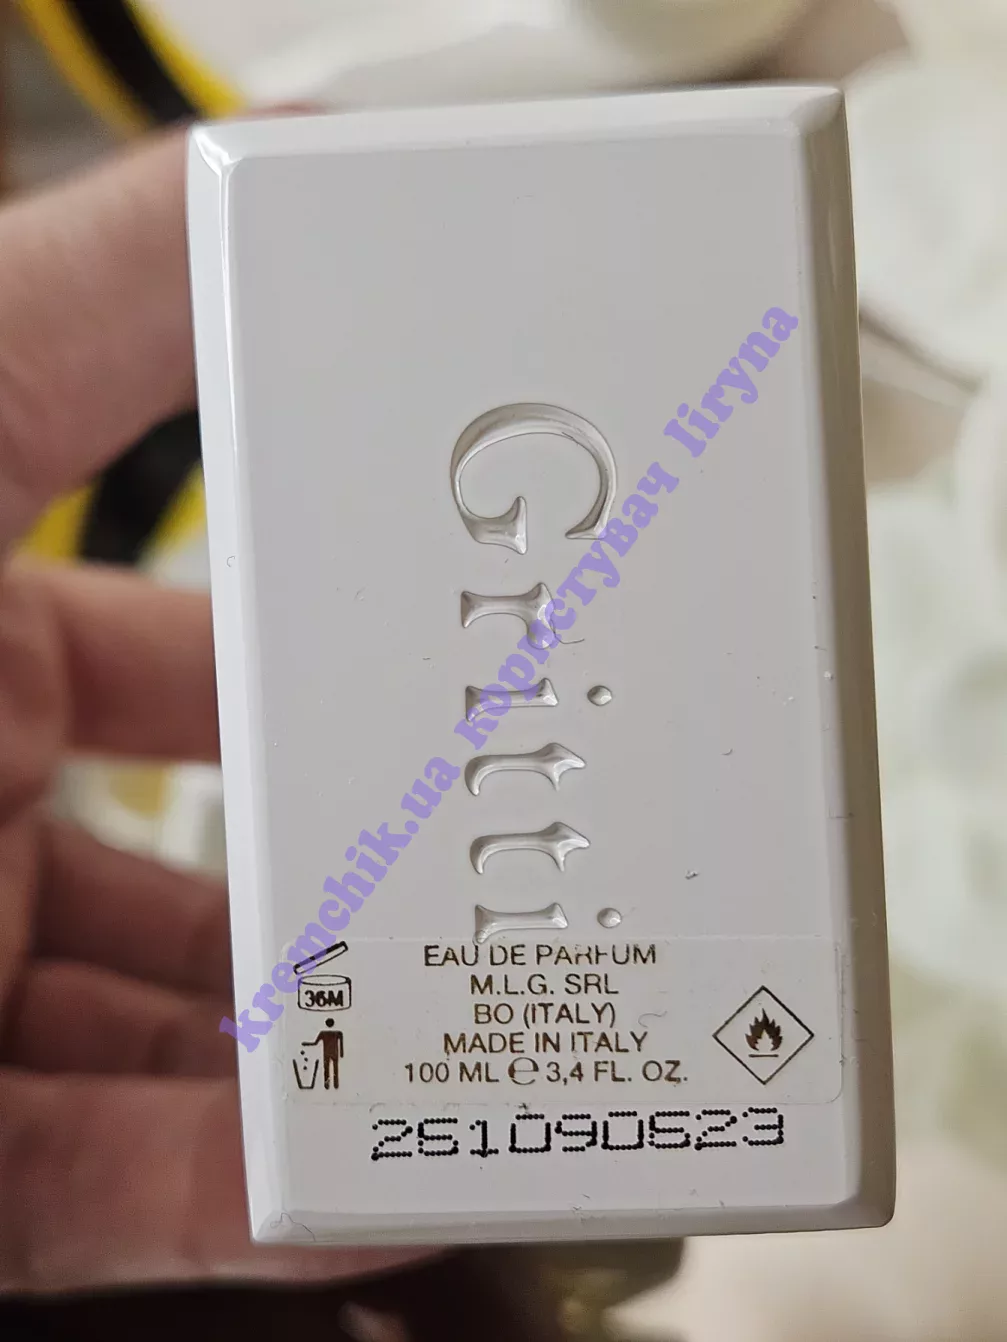 Gritti
kremchik.ua користувач Iiryna
36M
EAU DE PARFUM
M.L.G. SRL
BO (ITALY)
MADE IN ITALY
100 ML ℮ 3,4 FL. OZ.
261090623